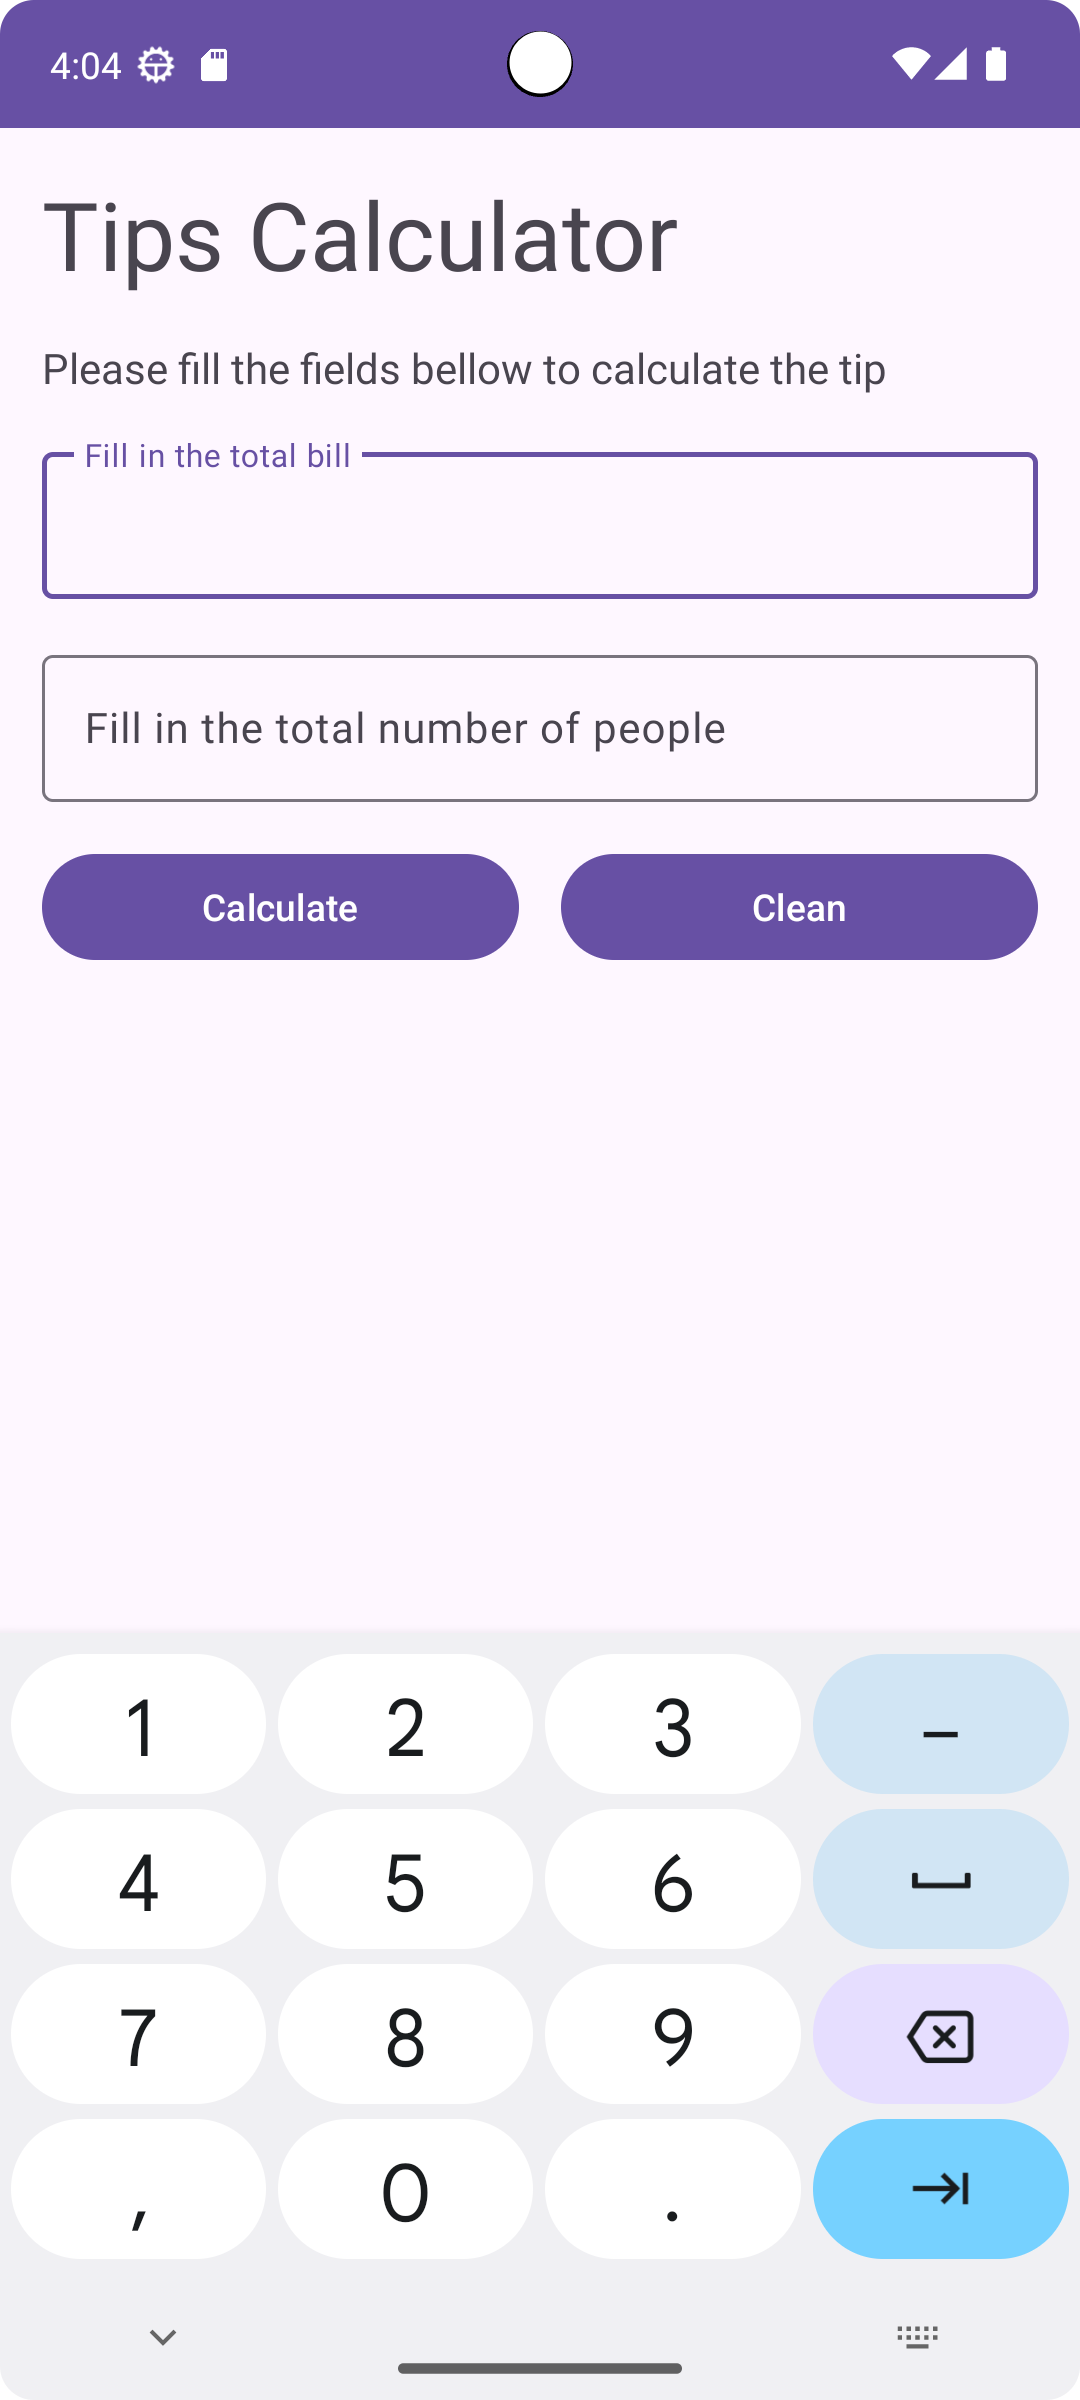 4:04
Tips Calculator
Please fill the fields bellow to calculate the tip
Fill in the total bill
Fill in the total number of people
Calculate Clean
1 2 3 –
4 5 6
7 8 9
, 0 .